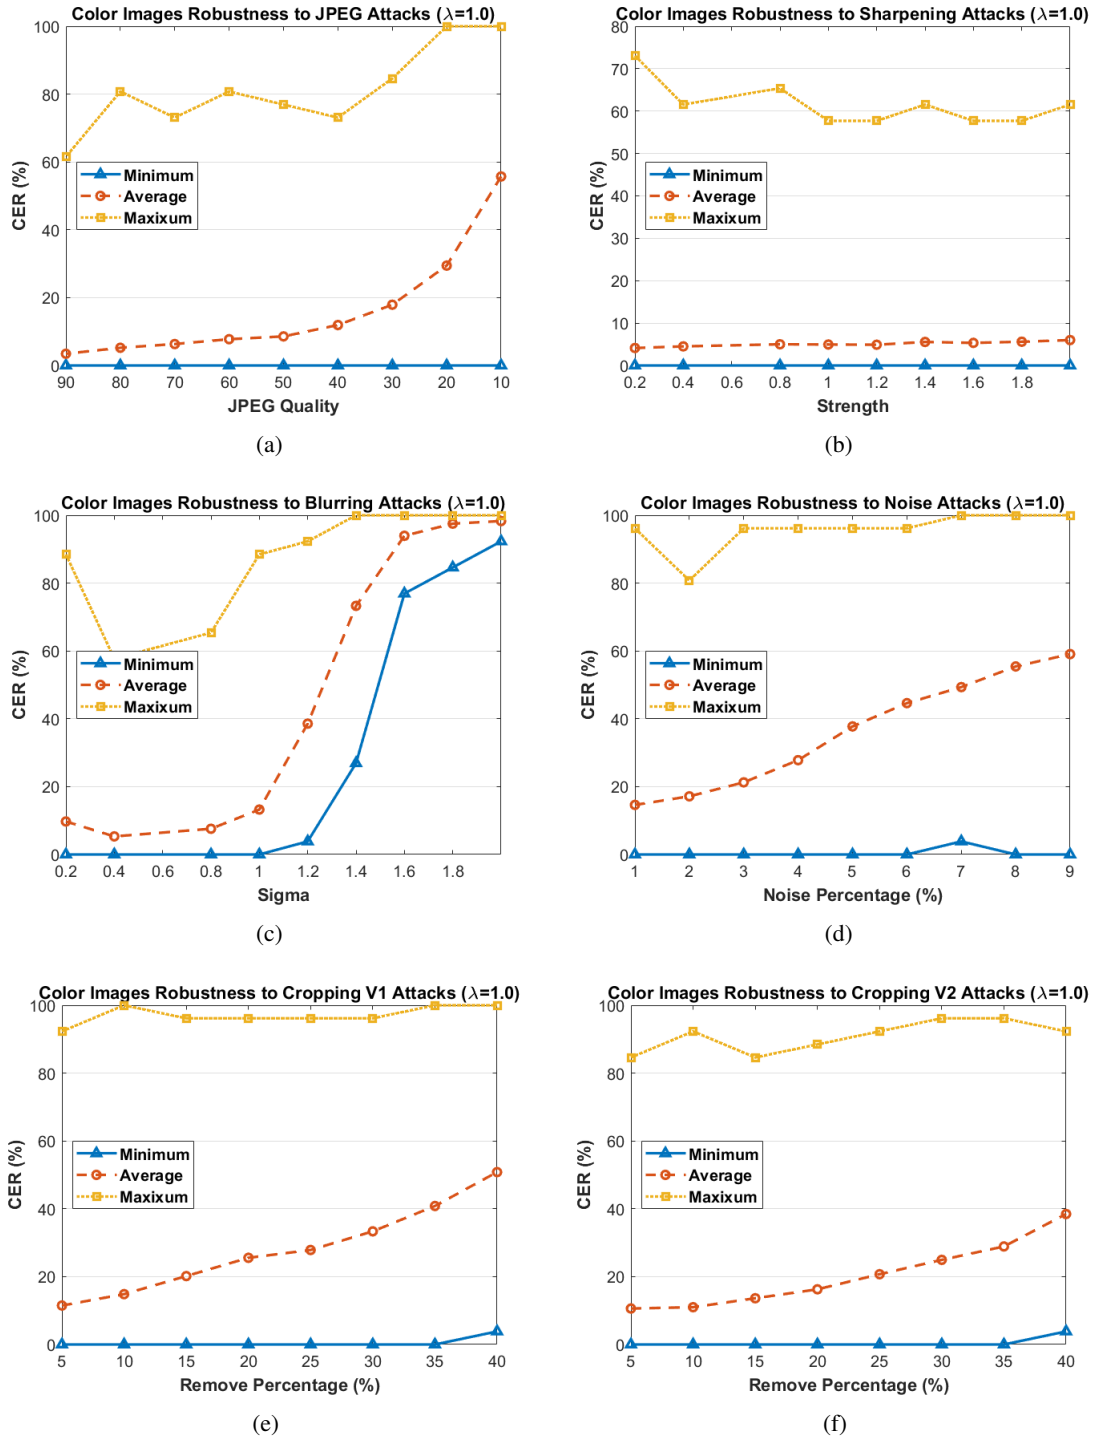 Color Images Robustness to JPEG Attacks (λ=1.0)
100
80
60
40
20
0
CER (%)
Minimum
Average
Maxixum
90 80 70 60 50 40 30 20 10
JPEG Quality
(a)
Color Images Robustness to Sharpening Attacks (λ=1.0)
80
70
60
50
40
30
20
10
0
CER (%)
Minimum
Average
Maxixum
0.2 0.4 0.6 0.8 1 1.2 1.4 1.6 1.8
Strength
(b)
Color Images Robustness to Blurring Attacks (λ=1.0)
100
80
60
40
20
0
CER (%)
Minimum
Average
Maxixum
0.2 0.4 0.6 0.8 1 1.2 1.4 1.6 1.8
Sigma
(c)
Color Images Robustness to Noise Attacks (λ=1.0)
100
80
60
40
20
0
CER (%)
Minimum
Average
Maxixum
1 2 3 4 5 6 7 8 9
Noise Percentage (%)
(d)
Color Images Robustness to Cropping V1 Attacks (λ=1.0)
100
80
60
40
20
0
CER (%)
Minimum
Average
Maxixum
5 10 15 20 25 30 35 40
Remove Percentage (%)
(e)
Color Images Robustness to Cropping V2 Attacks (λ=1.0)
100
80
60
40
20
0
CER (%)
Minimum
Average
Maxixum
5 10 15 20 25 30 35 40
Remove Percentage (%)
(f)